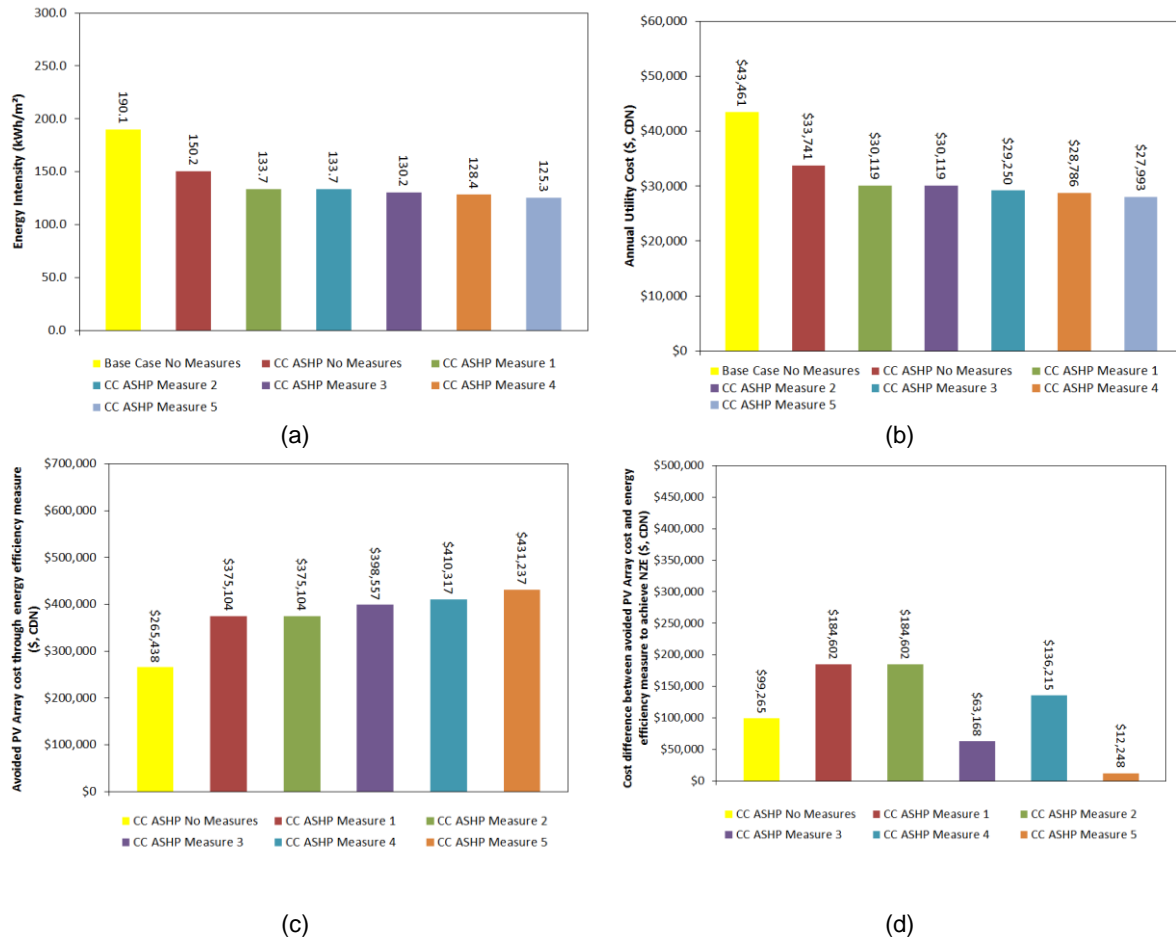 Energy Intensity (kWh/m²)
300.0
250.0
200.0
150.0
100.0
50.0
0.0
190.1
150.2
133.7
133.7
130.2
128.4
125.3
Base Case No Measures
CC ASHP No Measures
CC ASHP Measure 1
CC ASHP Measure 2
CC ASHP Measure 3
CC ASHP Measure 4
CC ASHP Measure 5
(a)
Annual Utility Cost ($, CDN)
$60,000
$50,000
$40,000
$30,000
$20,000
$10,000
$0
$43,461
$33,741
$30,119
$30,119
$29,250
$28,786
$27,993
Base Case No Measures
CC ASHP No Measures
CC ASHP Measure 1
CC ASHP Measure 2
CC ASHP Measure 3
CC ASHP Measure 4
CC ASHP Measure 5
(b)
Avoided PV Array cost through energy efficiency measure
($, CDN)
$700,000
$600,000
$500,000
$400,000
$300,000
$200,000
$100,000
$0
$265,438
$375,104
$375,104
$398,557
$410,317
$431,237
CC ASHP No Measures
CC ASHP Measure 1
CC ASHP Measure 2
CC ASHP Measure 3
CC ASHP Measure 4
CC ASHP Measure 5
(c)
Cost difference between avoided PV Array cost and energy
efficiency measure to achieve NZE ($, CDN)
$500,000
$450,000
$400,000
$350,000
$300,000
$250,000
$200,000
$150,000
$100,000
$50,000
$0
$99,265
$184,602
$184,602
$63,168
$136,215
$12,248
CC ASHP No Measures
CC ASHP Measure 1
CC ASHP Measure 2
CC ASHP Measure 3
CC ASHP Measure 4
CC ASHP Measure 5
(d)